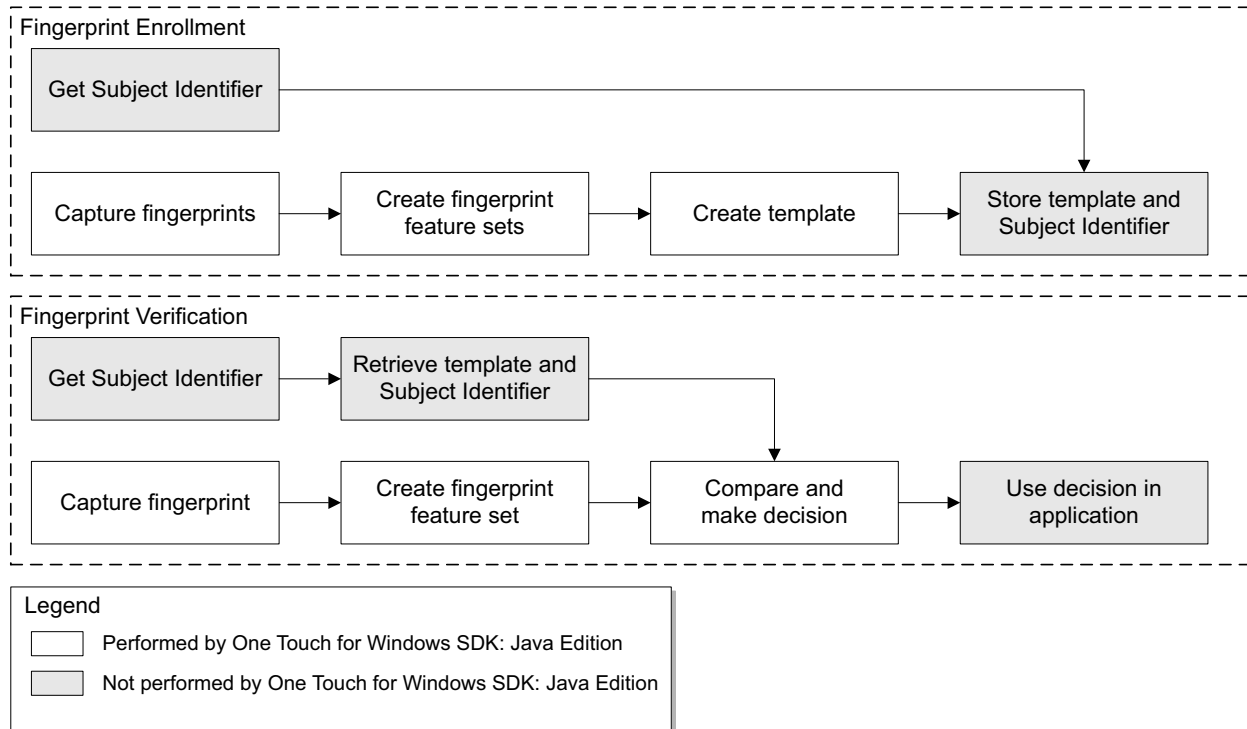 Fingerprint Enrollment
Get Subject Identifier
Capture fingerprints
Create fingerprint
feature sets
Create template
Store template and
Subject Identifier
Fingerprint Verification
Get Subject Identifier
Retrieve template and
Subject Identifier
Capture fingerprint
Create fingerprint
feature set
Compare and
make decision
Use decision in
application
Legend
Performed by One Touch for Windows SDK: Java Edition
Not performed by One Touch for Windows SDK: Java Edition